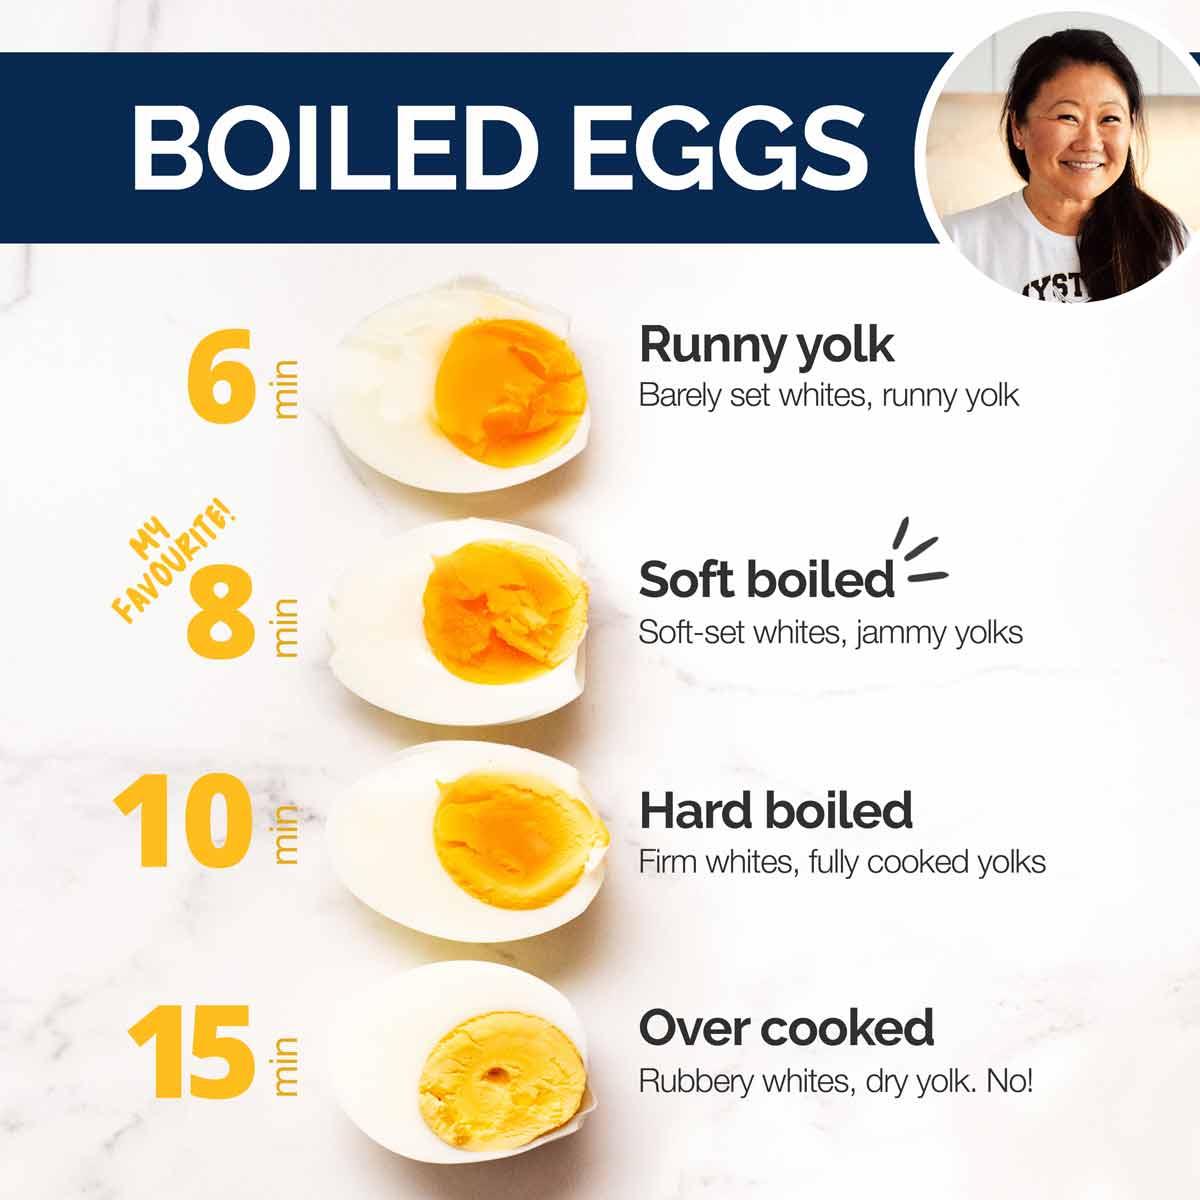 BOILED EGGS
6 min
Runny yolk
Barely set whites, runny yolk
MY
FAVOURITE!
8 min
Soft boiled
Soft-set whites, jammy yolks
10 min
Hard boiled
Firm whites, fully cooked yolks
15 min
Over cooked
Rubbery whites, dry yolk. No!